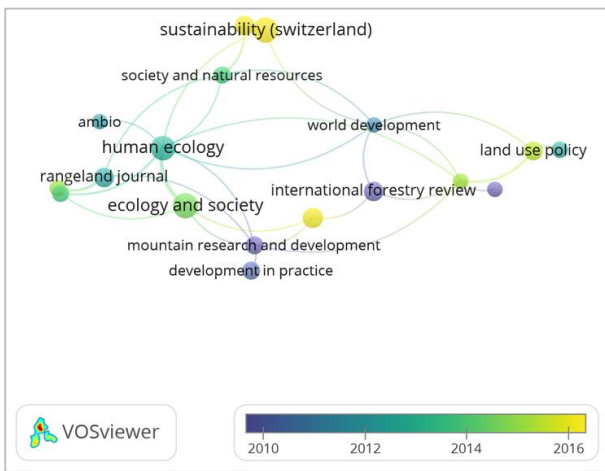 sustainability (switzerland)
society and natural resources
ambio
world development
human ecology
land use policy
rangeland journal
international forestry review
ecology and society
mountain research and development
development in practice
VOSviewer
2010 2012 2014 2016